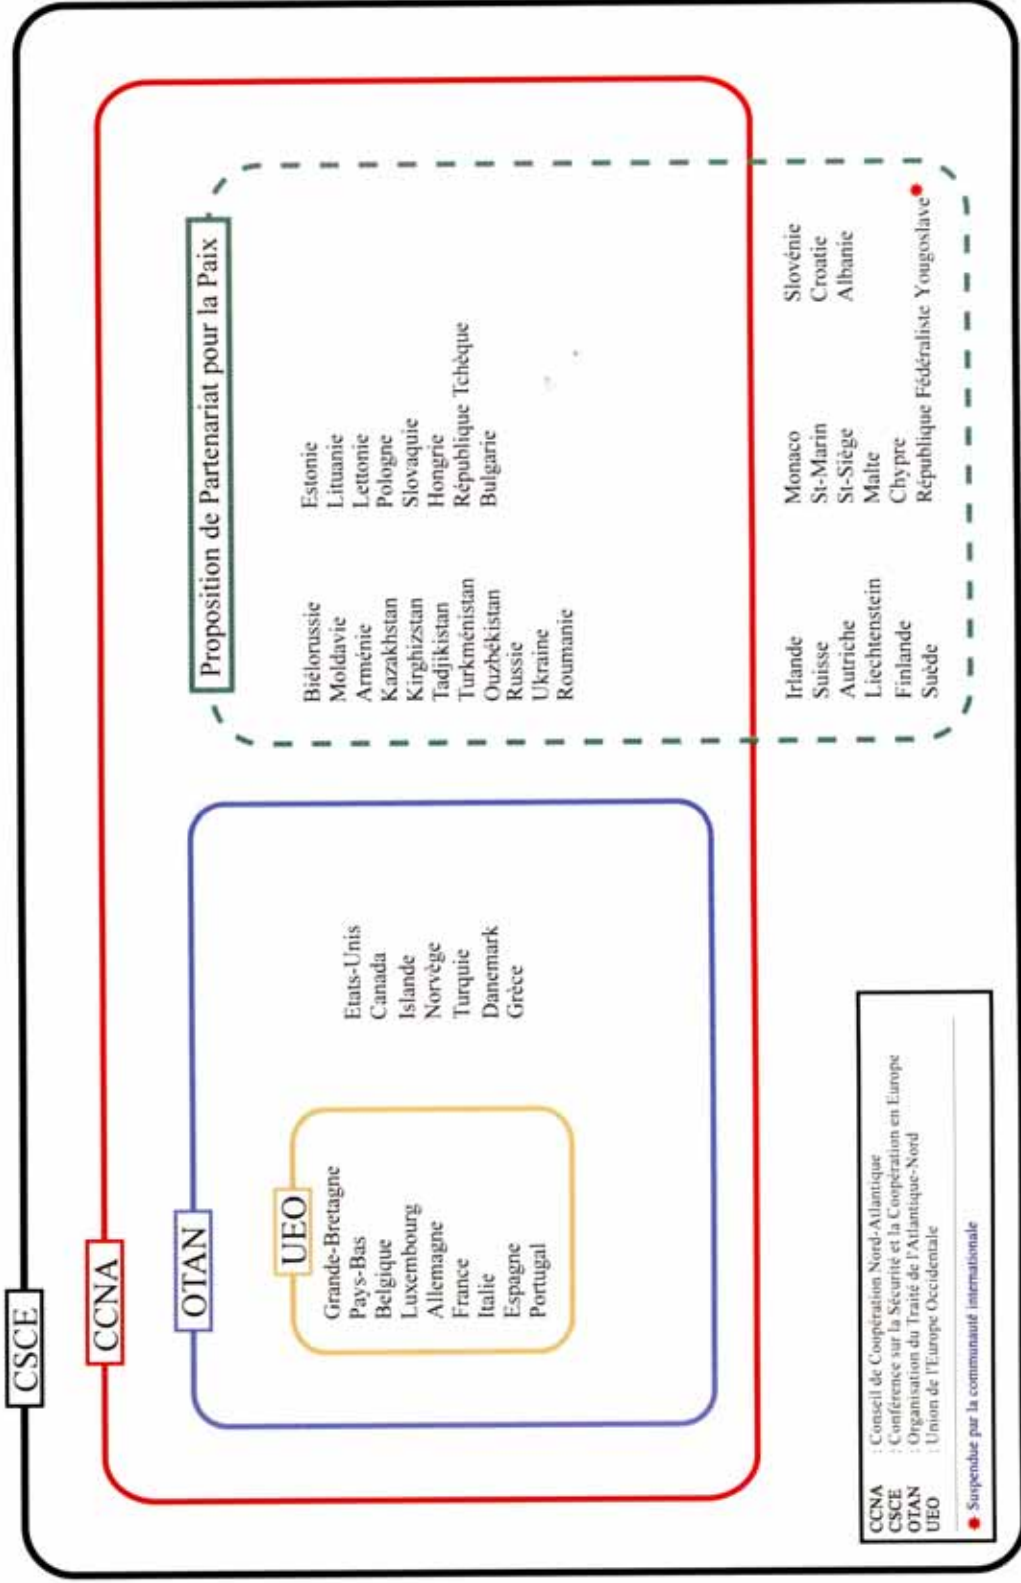 CSCE
CCNA
OTAN
UEO
Grande-Bretagne
Pays-Bas
Belgique
Luxembourg
Allemagne
France
Italie
Espagne
Portugal
Etats-Unis
Canada
Islande
Norvège
Turquie
Danemark
Grèce
Proposition de Partenariat pour la Paix
Biélorussie
Moldavie
Arménie
Kazakhstan
Kirghizstan
Tadjikistan
Turkménistan
Ouzbékistan
Russie
Ukraine
Roumanie
Estonie
Lituanie
Lettonie
Pologne
Slovaquie
Hongrie
République Tchèque
Bulgarie
Irlande
Suisse
Autriche
Liechtenstein
Finlande
Suède
Monaco
St-Marin
St-Siège
Malte
Chypre
République Fédéraliste Yougoslave
Slovénie
Croatie
Albanie
CCNA : Conseil de Coopération Nord-Atlantique
CSCE : Conférence sur la Sécurité et la Coopération en Europe
OTAN : Organisation du Traité de l'Atlantique-Nord
UEO : Union de l'Europe Occidentale
Suspendue par la communauté internationale